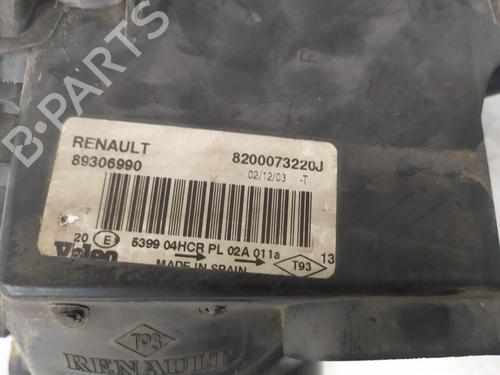 B-PARTS
RENAULT
8200073220J
89306990
02/12/03 -T
20 E 5399 04HCR PL 02A 011a T93 13
Valeo
MADE IN SPAIN
T93
RENAULT